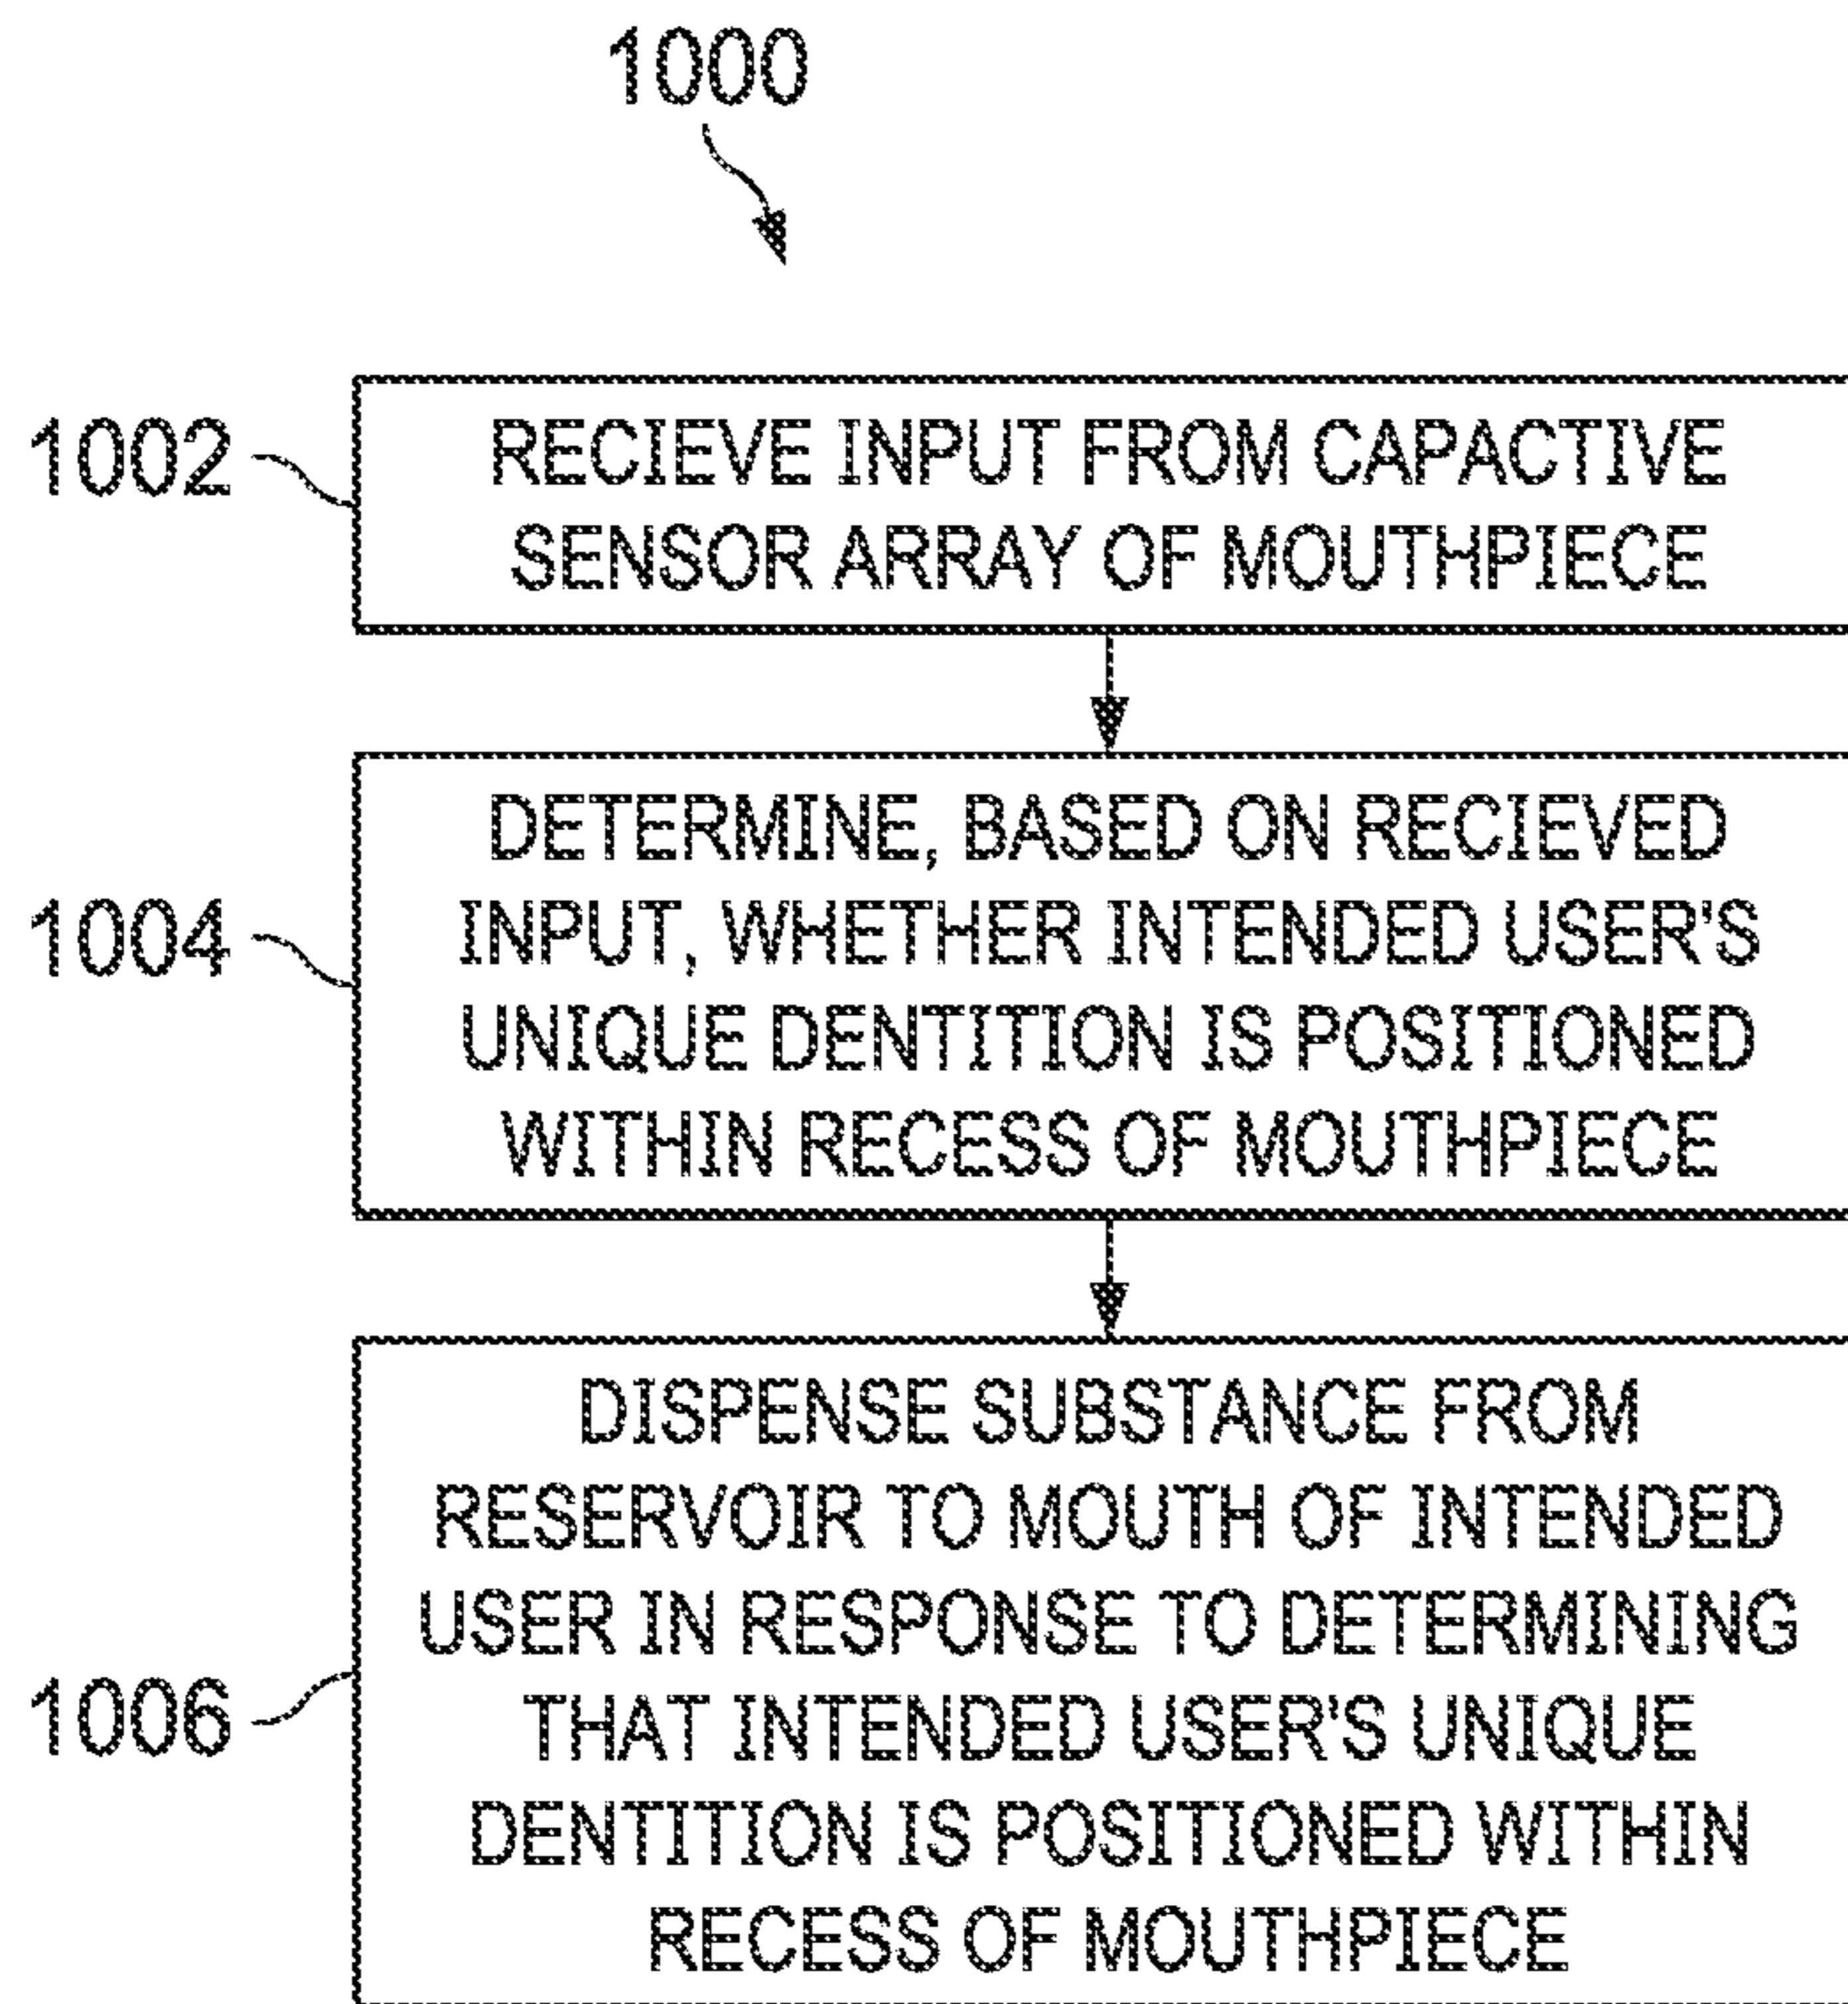 1000
1002
RECIEVE INPUT FROM CAPACTIVE
SENSOR ARRAY OF MOUTHPIECE
1004
DETERMINE, BASED ON RECIEVED
INPUT, WHETHER INTENDED USER'S
UNIQUE DENTITION IS POSITIONED
WITHIN RECESS OF MOUTHPIECE
1006
DISPENSE SUBSTANCE FROM
RESERVOIR TO MOUTH OF INTENDED
USER IN RESPONSE TO DETERMINING
THAT INTENDED USER'S UNIQUE
DENTITION IS POSITIONED WITHIN
RECESS OF MOUTHPIECE